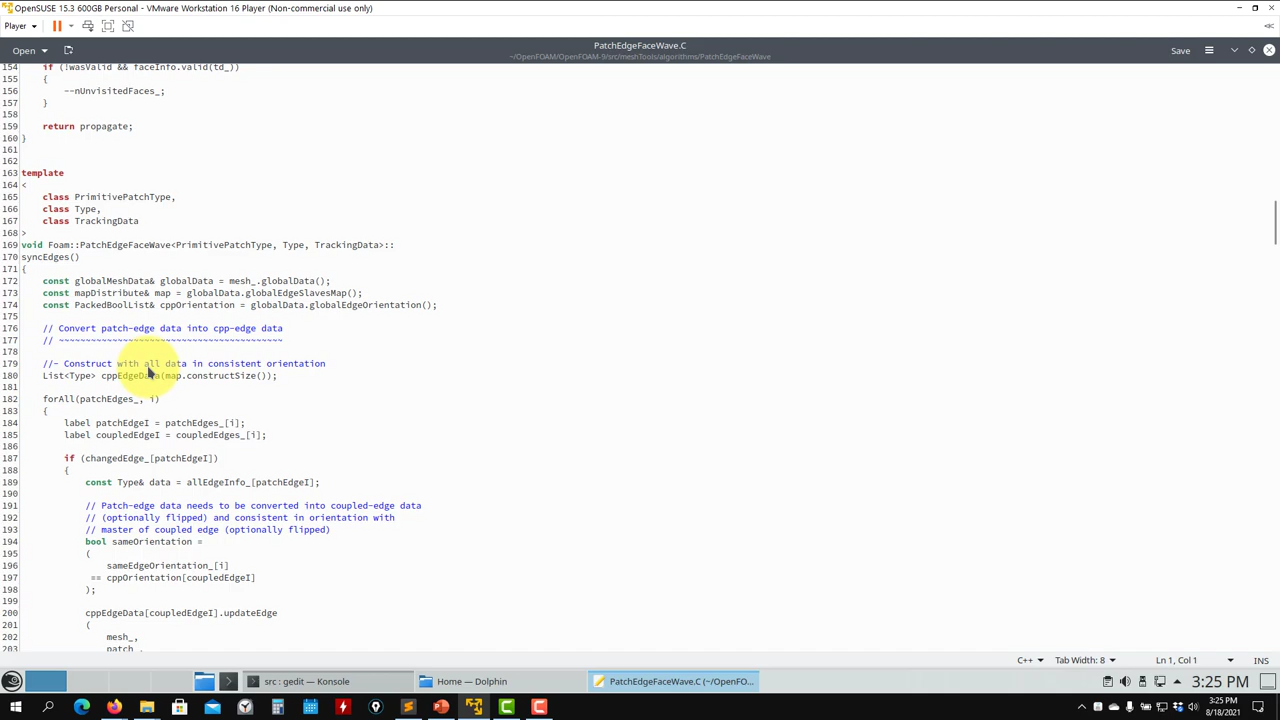 OpenSUSE 15.3 600GB Personal - VMware Workstation 16 Player (Non-commercial use only)
Player
Open
PatchEdgeFaceWave.C
~/OpenFOAM/OpenFOAM-9/src/meshTools/algorithms/PatchEdgeFaceWave
Save
154 if (!wasValid && faceInfo.valid(td_))
155 {
156 --nUnvisitedFaces_;
157 }
158
159 return propagate;
160 }
161
162
163 template
164 <
165 class PrimitivePatchType,
166 class Type,
167 class TrackingData
168 >
169 void Foam::PatchEdgeFaceWave<PrimitivePatchType, Type, TrackingData>::
170 syncEdges()
171 {
172 const globalMeshData& globalData = mesh_.globalData();
173 const mapDistribute& map = globalData.globalEdgeSlavesMap();
174 const PackedBoolList& cppOrientation = globalData.globalEdgeOrientation();
175
176 // Convert patch-edge data into cpp-edge data
177 // ~~~~~~~~~~~~~~~~~~~~~~~~~~~~~~~~~~~~~~~~~~
178
179 //- Construct with all data in consistent orientation
180 List<Type> cppEdgeData(map.constructSize());
181
182 forAll(patchEdges_, i)
183 {
184 label patchEdgeI = patchEdges_[i];
185 label coupledEdgeI = coupledEdges_[i];
186
187 if (changedEdge_[patchEdgeI])
188 {
189 const Type& data = allEdgeInfo_[patchEdgeI];
190
191 // Patch-edge data needs to be converted into coupled-edge data
192 // (optionally flipped) and consistent in orientation with
193 // master of coupled edge (optionally flipped)
194 bool sameOrientation =
195 (
196 sameEdgeOrientation_[i]
197 == cppOrientation[coupledEdgeI]
198 );
199
200 cppEdgeData[coupledEdgeI].updateEdge
201 (
202 mesh_,
203 patch_,
C++ Tab Width: 8 Ln 1, Col 1 INS
src : gedit — Konsole
Home — Dolphin
PatchEdgeFaceWave.C (~/OpenFO...
3:25 PM
3:25 PM
8/18/2021